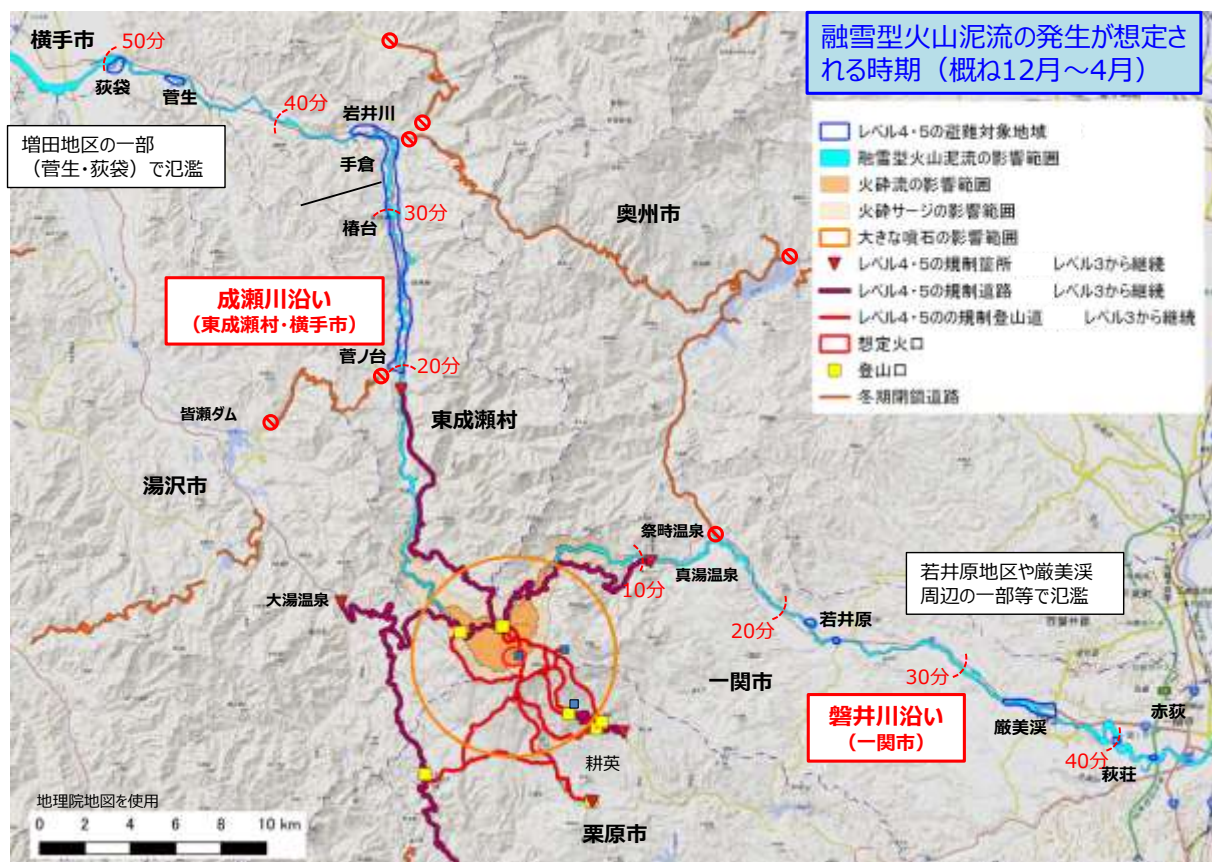 横手市
50分
荻袋
菅生
40分
岩井川
増田地区の一部
（菅生・荻袋）で氾濫
手倉
30分
椿台
奥州市
成瀬川沿い
（東成瀬村・横手市）
菅ノ台
20分
皆瀬ダム
東成瀬村
湯沢市
融雪型火山泥流の発生が想定さ
れる時期（概ね12月～4月）
レベル4・5の避難対象地域
融雪型火山泥流の影響範囲
火砕流の影響範囲
火砕サージの影響範囲
大きな噴石の影響範囲
レベル4・5の規制箇所 レベル3から継続
レベル4・5の規制道路 レベル3から継続
レベル4・5のの規制登山道 レベル3から継続
想定火口
登山口
冬期閉鎖道路
祭畤温泉
真湯温泉
10分
大湯温泉
若井原地区や厳美渓
周辺の一部等で氾濫
20分
若井原
30分
一関市
磐井川沿い
（一関市）
厳美渓
赤荻
40分
萩荘
耕英
栗原市
地理院地図を使用
0 2 4 6 8 10 km